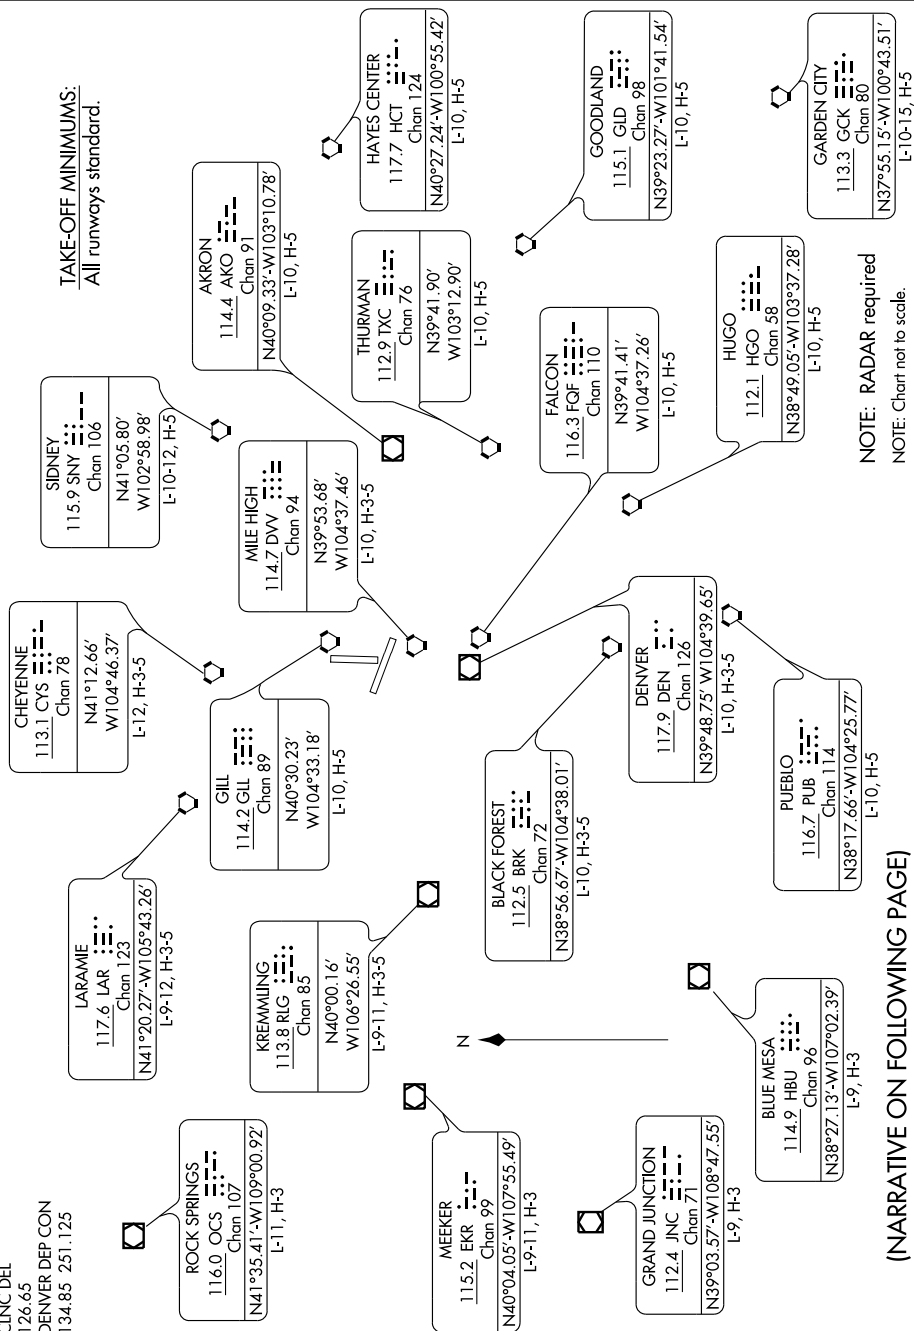 CLNC DEL
126.65
DENVER DEP CON
134.85 251.125
TAKE-OFF MINIMUMS:
All runways standard.
ROCK SPRINGS
116.0 OCS
Chan 107
N41°35.41'-W109°00.92'
L-11, H-3
LARAMIE
117.6 LAR
Chan 123
N41°20.27'-W105°43.26'
L-9-12, H-3-5
CHEYENNE
113.1 CYS
Chan 78
N41°12.66'
W104°46.37'
L-12, H-3-5
SIDNEY
115.9 SNY
Chan 106
N41°05.80'
W102°58.98'
L-10-12, H-5
GILL
114.2 GLL
Chan 89
N40°30.23'
W104°33.18'
L-10, H-5
AKRON
114.4 AKO
Chan 91
N40°09.33'-W103°10.78'
L-10, H-5
HAYES CENTER
117.7 HCT
Chan 124
N40°27.24'-W100°55.42'
L-10, H-5
KREMMLING
113.8 RLG
Chan 85
N40°00.16'
W106°26.55'
L-9-11, H-3-5
MILE HIGH
114.7 DVV
Chan 94
N39°53.68'
W104°37.46'
L-10, H-3-5
THURMAN
112.9 TXC
Chan 76
N39°41.90'
W103°12.90'
L-10, H-5
MEEKER
115.2 EKR
Chan 99
N40°04.05'-W107°55.49'
L-9-11, H-3
N
BLACK FOREST
112.5 BRK
Chan 72
N38°56.67'-W104°38.01'
L-10, H-3-5
FALCON
116.3 FQF
Chan 110
N39°41.41'
W104°37.26'
L-10, H-5
GOODLAND
115.1 GLD
Chan 98
N39°23.27'-W101°41.54'
L-10, H-5
GRAND JUNCTION
112.4 JNC
Chan 71
N39°03.57'-W108°47.55'
L-9, H-3
DENVER
117.9 DEN
Chan 126
N39°48.75' W104°39.65'
L-10, H-3-5
HUGO
112.1 HGO
Chan 58
N38°49.05'-W103°37.28'
L-10, H-5
BLUE MESA
114.9 HBU
Chan 96
N38°27.13'-W107°02.39'
L-9, H-3
PUEBLO
116.7 PUB
Chan 114
N38°17.66'-W104°25.77'
L-10, H-5
GARDEN CITY
113.3 GCK
Chan 80
N37°55.15'-W100°43.51'
L-10-15, H-5
NOTE: RADAR required
NOTE: Chart not to scale.
(NARRATIVE ON FOLLOWING PAGE)